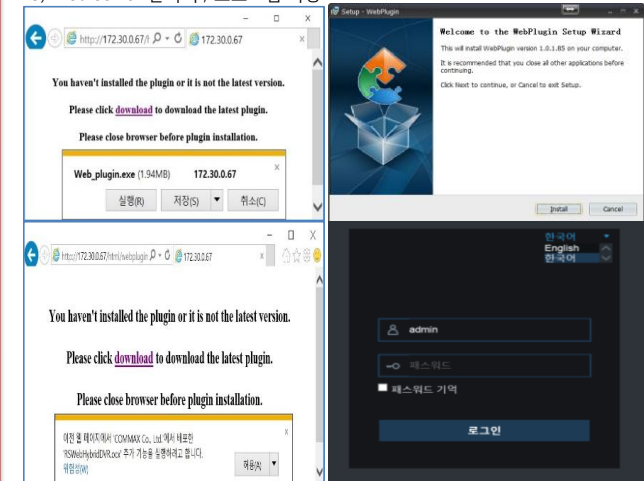 http://172.30.0.67/
172.30.0.67
You haven't installed the plugin or it is not the latest version.
Please click download to download the latest plugin.
Please close browser before plugin installation.
Web_plugin.exe (1.94MB) 172.30.0.67
실행(R)
저장(S)
취소(C)
Setup - WebPlugin
Welcome to the WebPlugin Setup Wizard
This will install WebPlugin version 1.0.1.85 on your computer.
It is recommended that you close all other applications before
continuing.
Click Next to continue, or Cancel to exit Setup.
Install
Cancel
http://172.30.0.67/html/webplugin
172.30.0.67
You haven't installed the plugin or it is not the latest version.
Please click download to download the latest plugin.
Please close browser before plugin installation.
이전 웹 페이지에서 'COMMAX Co., Ltd.'에서 배포한
'RSWebHybridDVR.ocx' 추가 기능을 실행하려고 합니다.
위험성(W)
허용(A)
한국어
English
한국어
admin
패스워드
패스워드 기억
로그인